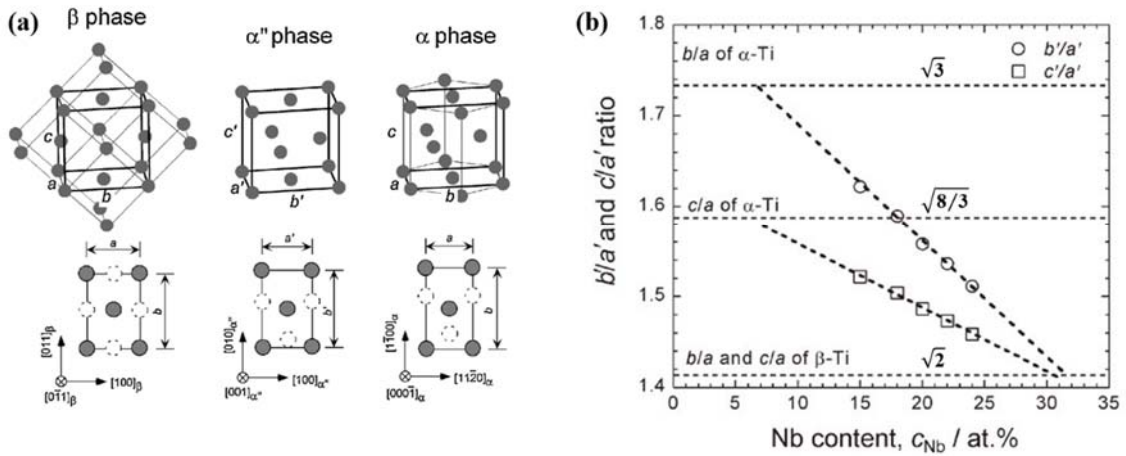 (a)
β phase
α" phase
α phase
c
a
b
c'
a'
b'
c
a
b
a
b
[011]β
[100]β
[01̄1]β
a'
b'
[010]α"
[100]α"
[001]α"
a
b
[11̄00]α
[112̄0]α
[0001̄]α
(b)
1.8
1.7
1.6
1.5
1.4
b'/a' and c'/a' ratio
b/a of α-Ti
√3
b'/a'
c'/a'
c/a of α-Ti
√8/3
b/a and c/a of β-Ti
√2
0 5 10 15 20 25 30 35
Nb content, cNb / at.%